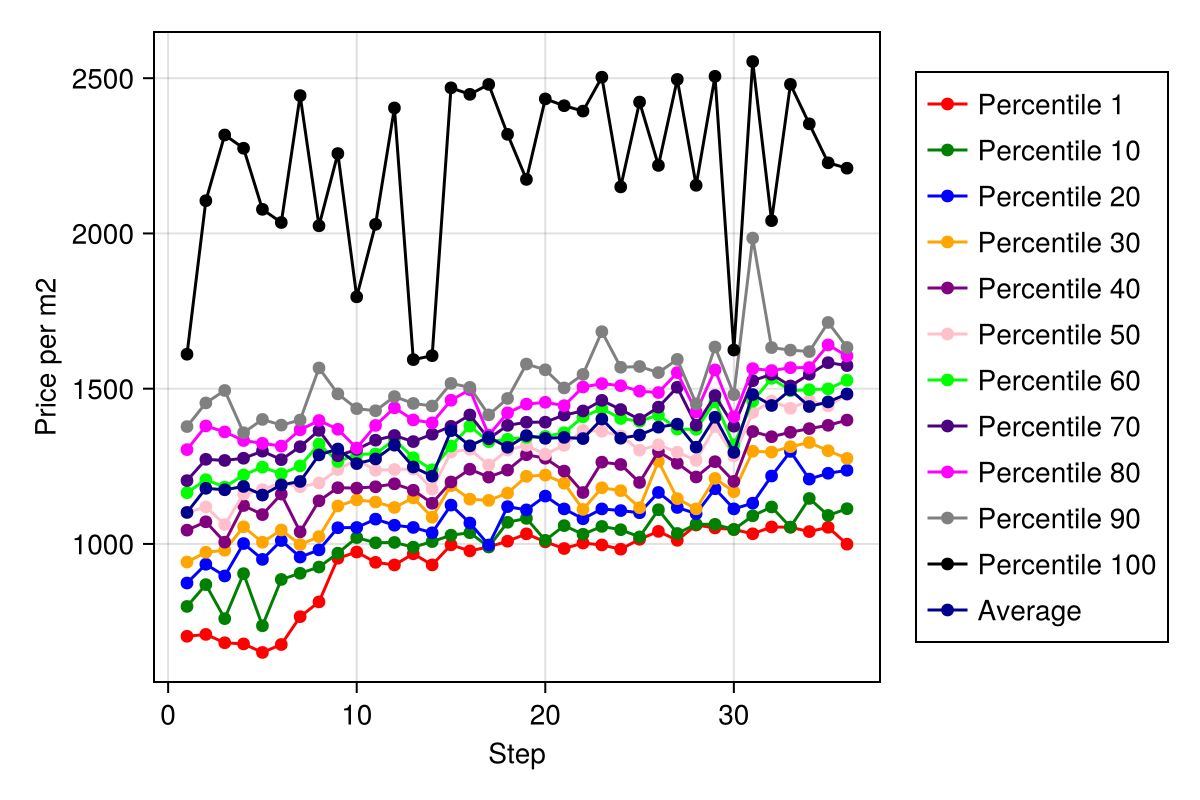 2500
2000
1500
1000
Price per m2
0 10 20 30
Step
Percentile 1
Percentile 10
Percentile 20
Percentile 30
Percentile 40
Percentile 50
Percentile 60
Percentile 70
Percentile 80
Percentile 90
Percentile 100
Average